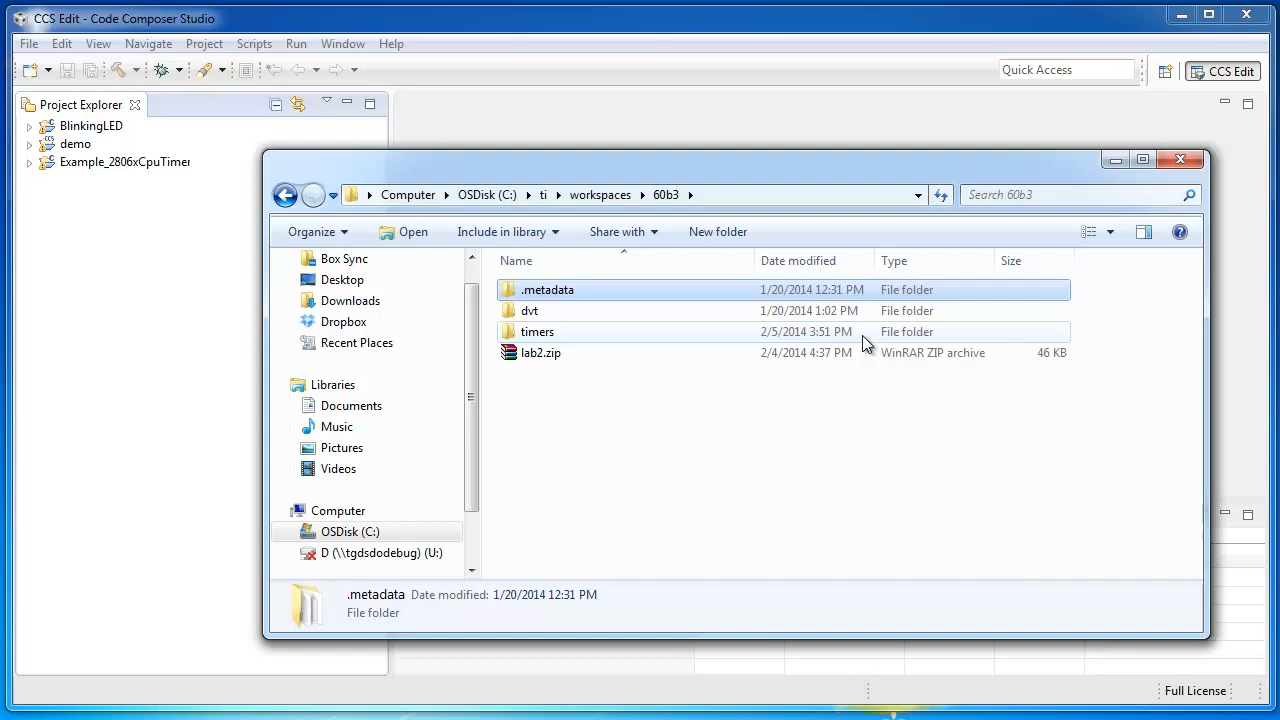 CCS Edit - Code Composer Studio
File Edit View Navigate Project Scripts Run Window Help
Quick Access
CCS Edit
Project Explorer
BlinkingLED
demo
Example_2806xCpuTimer
Computer OSDisk (C:) ti workspaces 60b3
Search 60b3
Organize Open Include in library Share with New folder
Name Date modified Type Size
Box Sync
Desktop
Downloads
Dropbox
Recent Places
Libraries
Documents
Music
Pictures
Videos
Computer
OSDisk (C:)
D (\\tgdsdodebug) (U:)
.metadata 1/20/2014 12:31 PM File folder
dvt 1/20/2014 1:02 PM File folder
timers 2/5/2014 3:51 PM File folder
lab2.zip 2/4/2014 4:37 PM WinRAR ZIP archive 46 KB
.metadata Date modified: 1/20/2014 12:31 PM
File folder
Full License